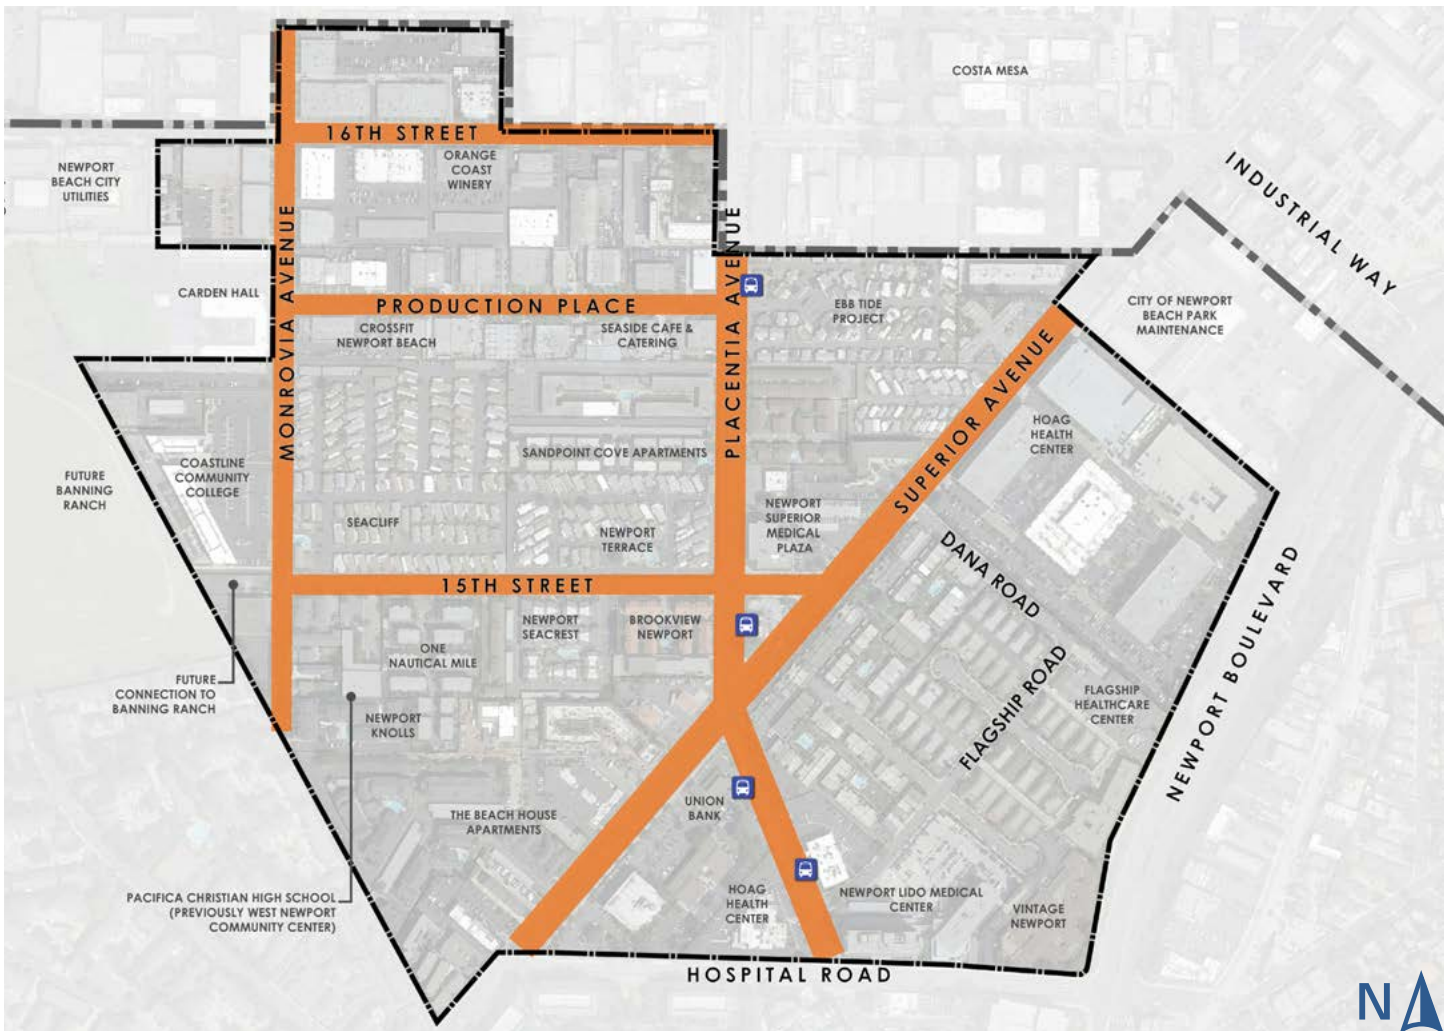 COSTA MESA
16TH STREET
ORANGE
COAST
WINERY
NEWPORT
BEACH CITY
UTILITIES
INDUSTRIAL WAY
MONROVIA AVENUE
PLACENTIA AVENUE
CARDEN HALL
PRODUCTION PLACE
EBB TIDE
PROJECT
CITY OF NEWPORT
BEACH PARK
MAINTENANCE
CROSSFIT
NEWPORT BEACH
SEASIDE CAFE &
CATERING
SUPERIOR AVENUE
HOAG
HEALTH
CENTER
SANDPOINT COVE APARTMENTS
FUTURE
BANNING
RANCH
COASTLINE
COMMUNITY
COLLEGE
SEACLIFF
NEWPORT
TERRACE
NEWPORT
SUPERIOR
MEDICAL
PLAZA
DANA ROAD
15TH STREET
NEWPORT BOULEVARD
NEWPORT
SEACREST
BROOKVIEW
NEWPORT
ONE
NAUTICAL MILE
FUTURE
CONNECTION TO
BANNING RANCH
FLAGSHIP ROAD
FLAGSHIP
HEALTHCARE
CENTER
NEWPORT
KNOLLS
UNION
BANK
THE BEACH HOUSE
APARTMENTS
PACIFICA CHRISTIAN HIGH SCHOOL
(PREVIOUSLY WEST NEWPORT
COMMUNITY CENTER)
HOAG
HEALTH
CENTER
NEWPORT LIDO MEDICAL
CENTER
VINTAGE
NEWPORT
HOSPITAL ROAD
N